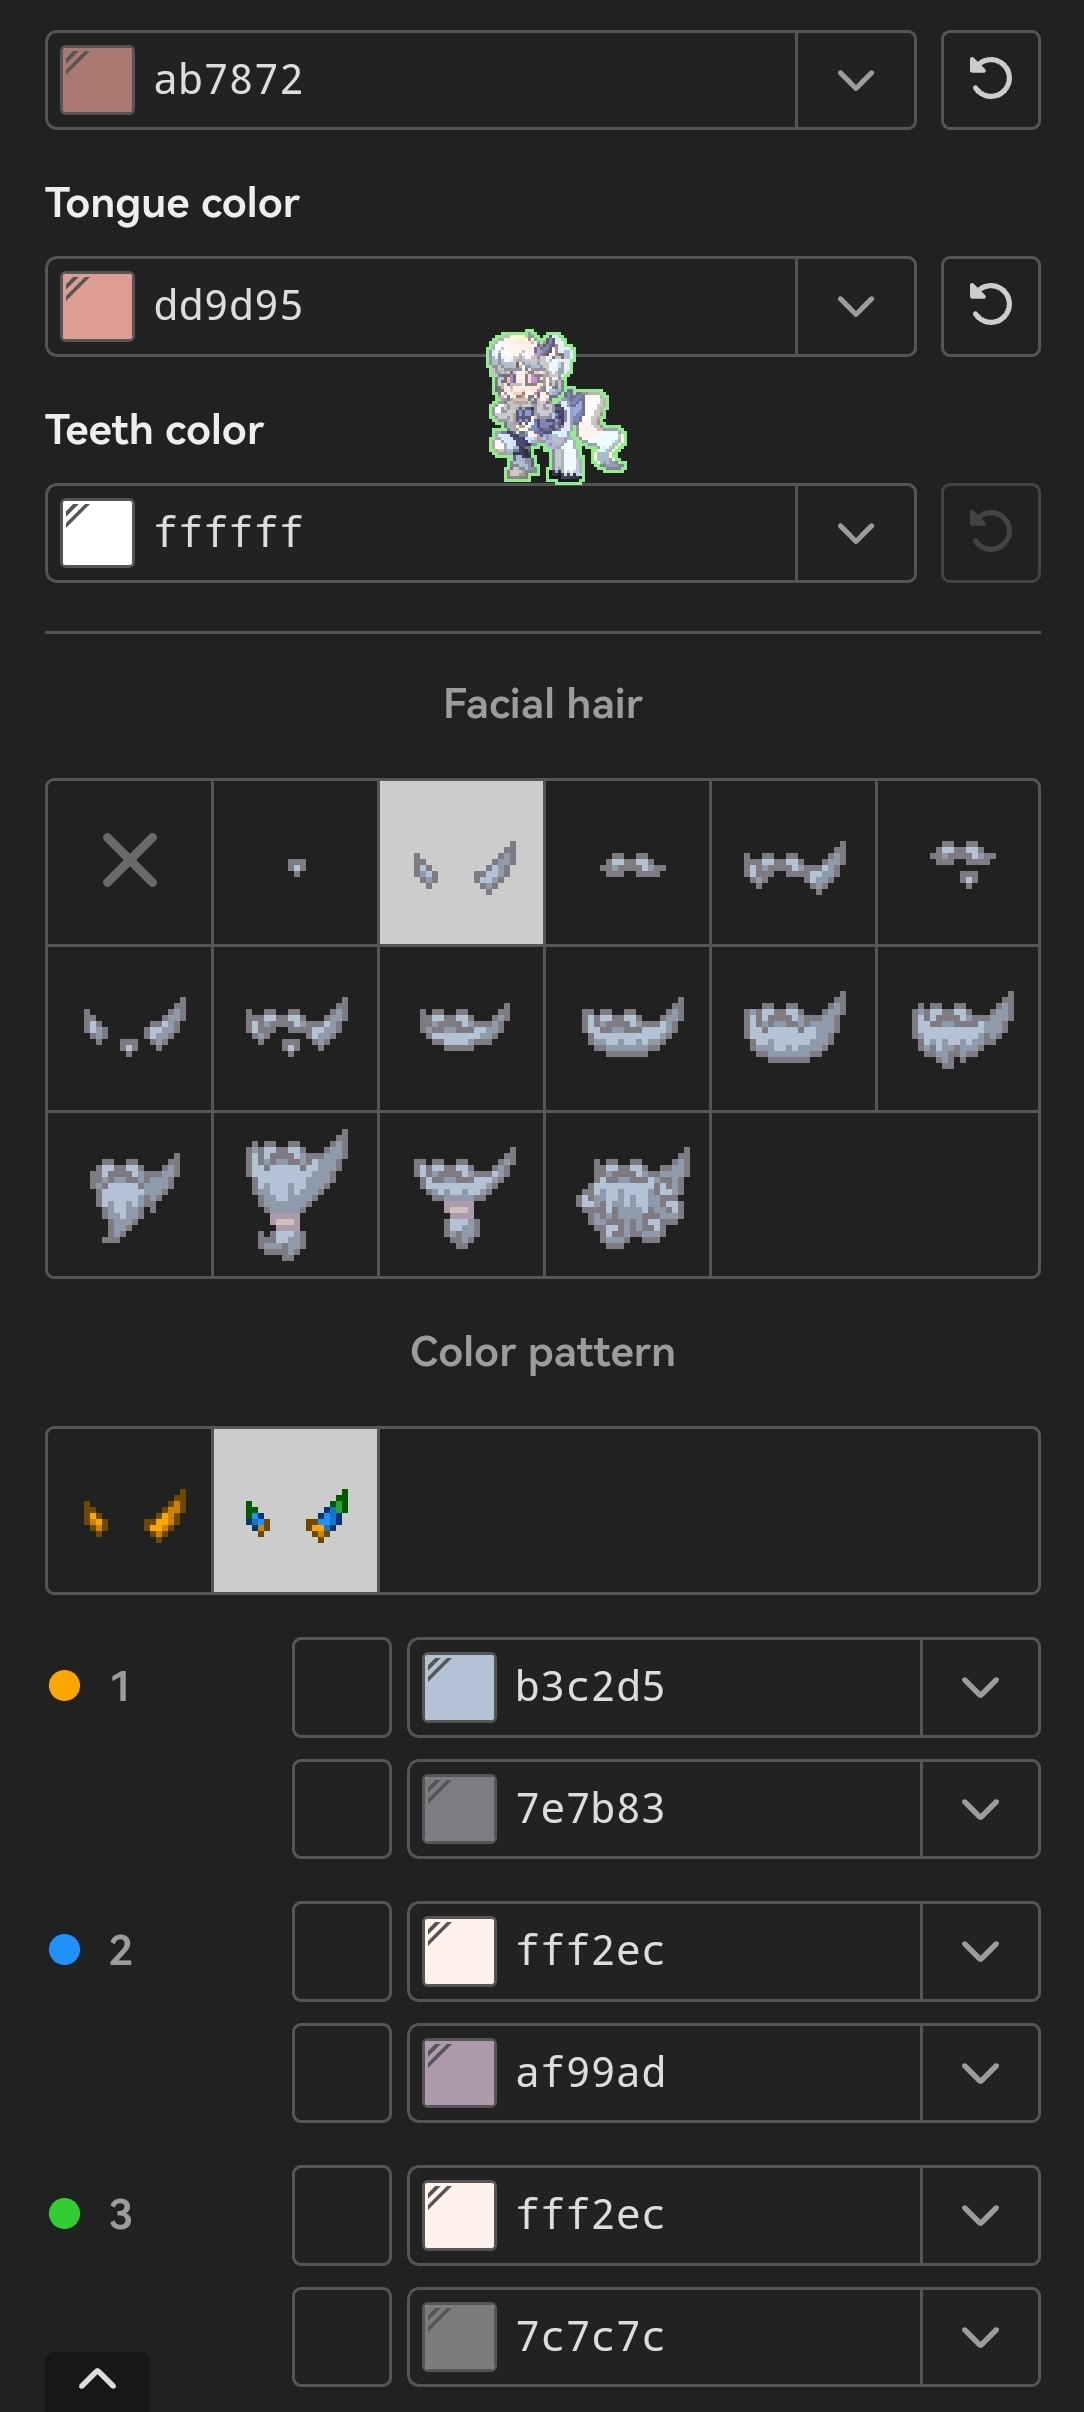 ab7872
Tongue color
dd9d95
Teeth color
ffffff
Facial hair
Color pattern
1
b3c2d5
7e7b83
2
fff2ec
af99ad
3
fff2ec
7c7c7c